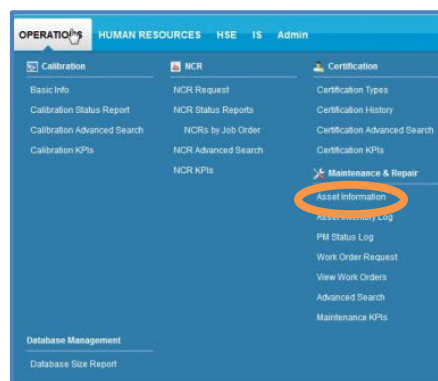 OPERATIONS HUMAN RESOURCES HSE IS Admin
Calibration
Basic Info
Calibration Status Report
Calibration Advanced Search
Calibration KPIs
NCR
NCR Request
NCR Status Reports
NCRs by Job Order
NCR Advanced Search
NCR KPIs
Certification
Certification Types
Certification History
Certification Advanced Search
Certification KPIs
Maintenance & Repair
Asset Information
Asset Inventory Log
PM Status Log
Work Order Request
View Work Orders
Advanced Search
Maintenance KPIs
Database Management
Database Size Report